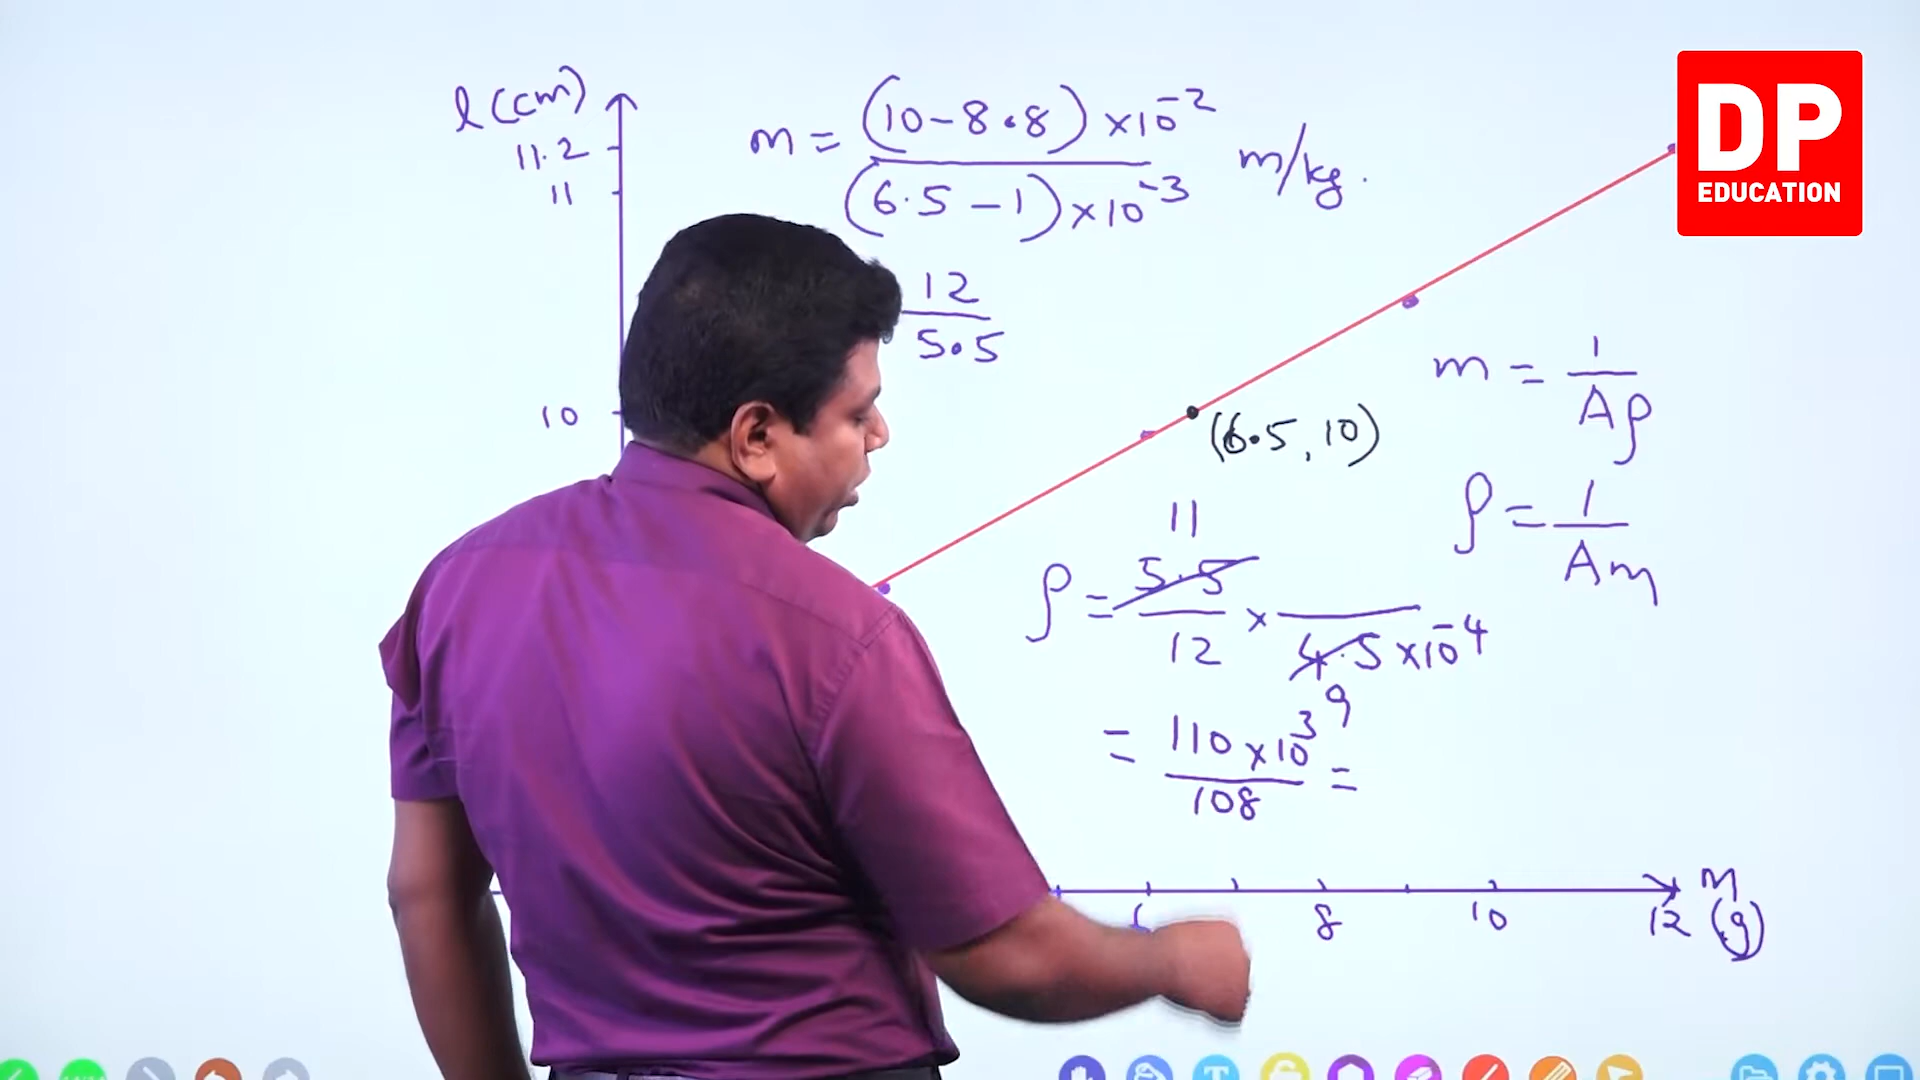 l (cm)
11.2
11
10
m = (10 - 8.8) × 10⁻² / (6.5 - 1) × 10⁻³ m/kg.
12 / 5.5
(6.5, 10)
m = 1 / Aρ
ρ = 1 / Am
11
ρ = 5.5 / 12 × / 4.5 × 10⁻⁴
9
= 110 × 10³ / 108 =
8
10
12
m (g)
DP
EDUCATION